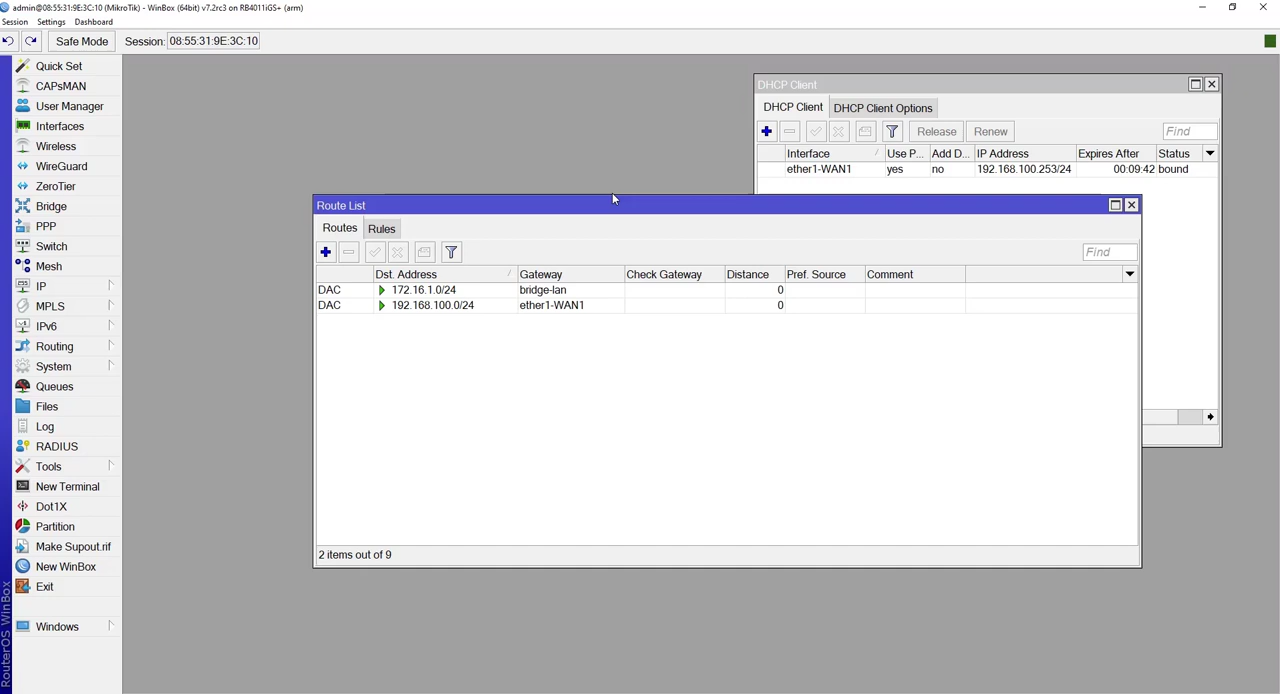 admin@08:55:31:9E:3C:10 (MikroTik) - WinBox (64bit) v7.2rc3 on RB4011iGS+ (arm)
Session Settings Dashboard
Safe Mode Session: 08:55:31:9E:3C:10
Quick Set
CAPsMAN
User Manager
Interfaces
Wireless
WireGuard
ZeroTier
Bridge
PPP
Switch
Mesh
IP
MPLS
IPv6
Routing
System
Queues
Files
Log
RADIUS
Tools
New Terminal
Dot1X
Partition
Make Supout.rif
New WinBox
Exit
Windows
RouterOS WinBox
DHCP Client
DHCP Client DHCP Client Options
Release Renew Find
Interface Use P... Add D... IP Address Expires After Status
ether1-WAN1 yes no 192.168.100.253/24 00:09:42 bound
Route List
Routes Rules
Find
Dst. Address Gateway Check Gateway Distance Pref. Source Comment
DAC 172.16.1.0/24 bridge-lan 0
DAC 192.168.100.0/24 ether1-WAN1 0
2 items out of 9